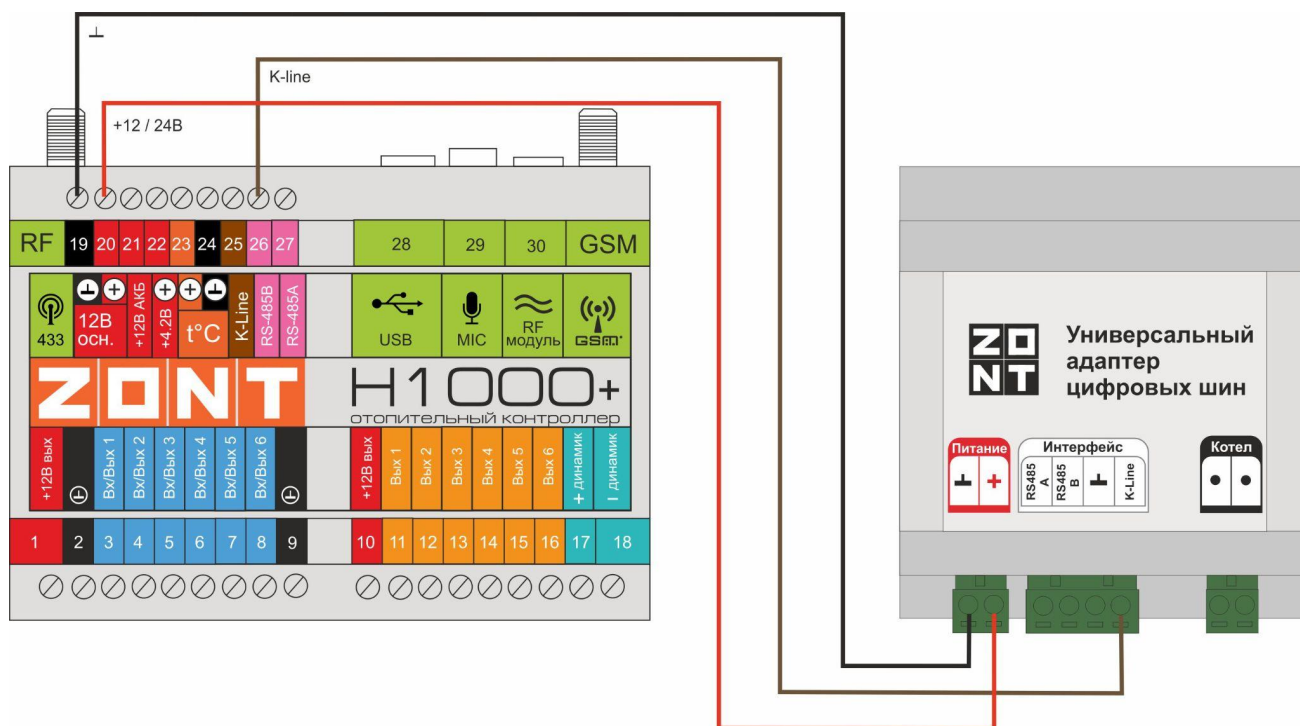 ⊥
K-line
+12 / 24В
RF 19 20 21 22 23 24 25 26 27 28 29 30 GSM
433
12В
осн.
+12В АКБ
+4.2В
t°C
K-Line
RS-485B
RS-485A
USB
MIC
RF
модуль
GSM
ZONT
H1000+
отопительный контроллер
+12В вых
Вх/Вых 1
Вх/Вых 2
Вх/Вых 3
Вх/Вых 4
Вх/Вых 5
Вх/Вых 6
+12В вых
Вых 1
Вых 2
Вых 3
Вых 4
Вых 5
Вых 6
+ динамик
– динамик
1 2 3 4 5 6 7 8 9 10 11 12 13 14 15 16 17 18
ZO
NT
Универсальный
адаптер
цифровых шин
Питание
Интерфейс
Котел
⊥ +
RS485
A
RS485
B
⊥
K-Line